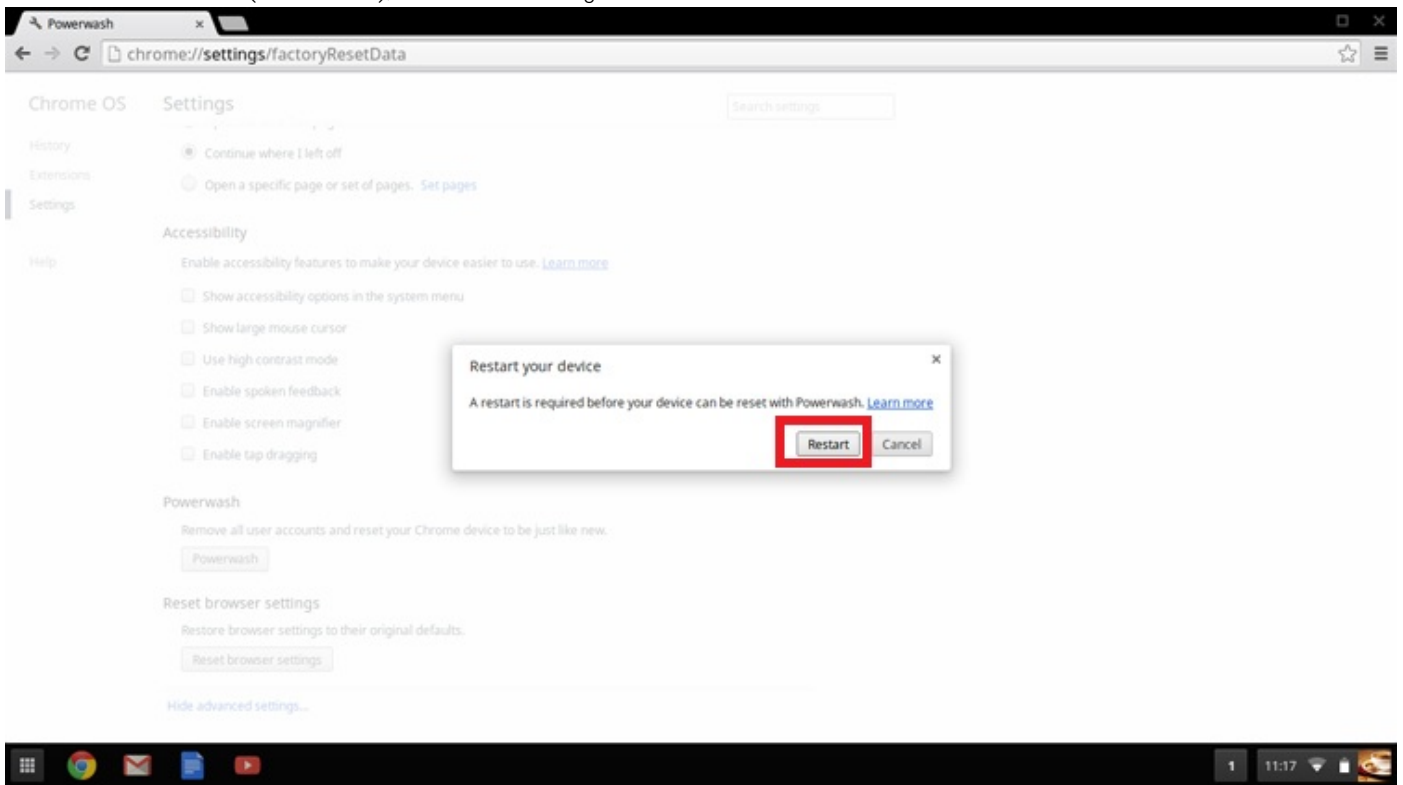 Powerwash
chrome://settings/factoryResetData
Chrome OS
Settings
Search settings
History
Extensions
Settings
Help
Continue where I left off
Open a specific page or set of pages. Set pages
Accessibility
Enable accessibility features to make your device easier to use. Learn more
Show accessibility options in the system menu
Show large mouse cursor
Use high contrast mode
Enable spoken feedback
Enable screen magnifier
Enable tap dragging
Restart your device
A restart is required before your device can be reset with Powerwash. Learn more
Restart Cancel
Powerwash
Remove all user accounts and reset your Chrome device to be just like new.
Powerwash
Reset browser settings
Restore browser settings to their original defaults.
Reset browser settings
Hide advanced settings...
1 11:17